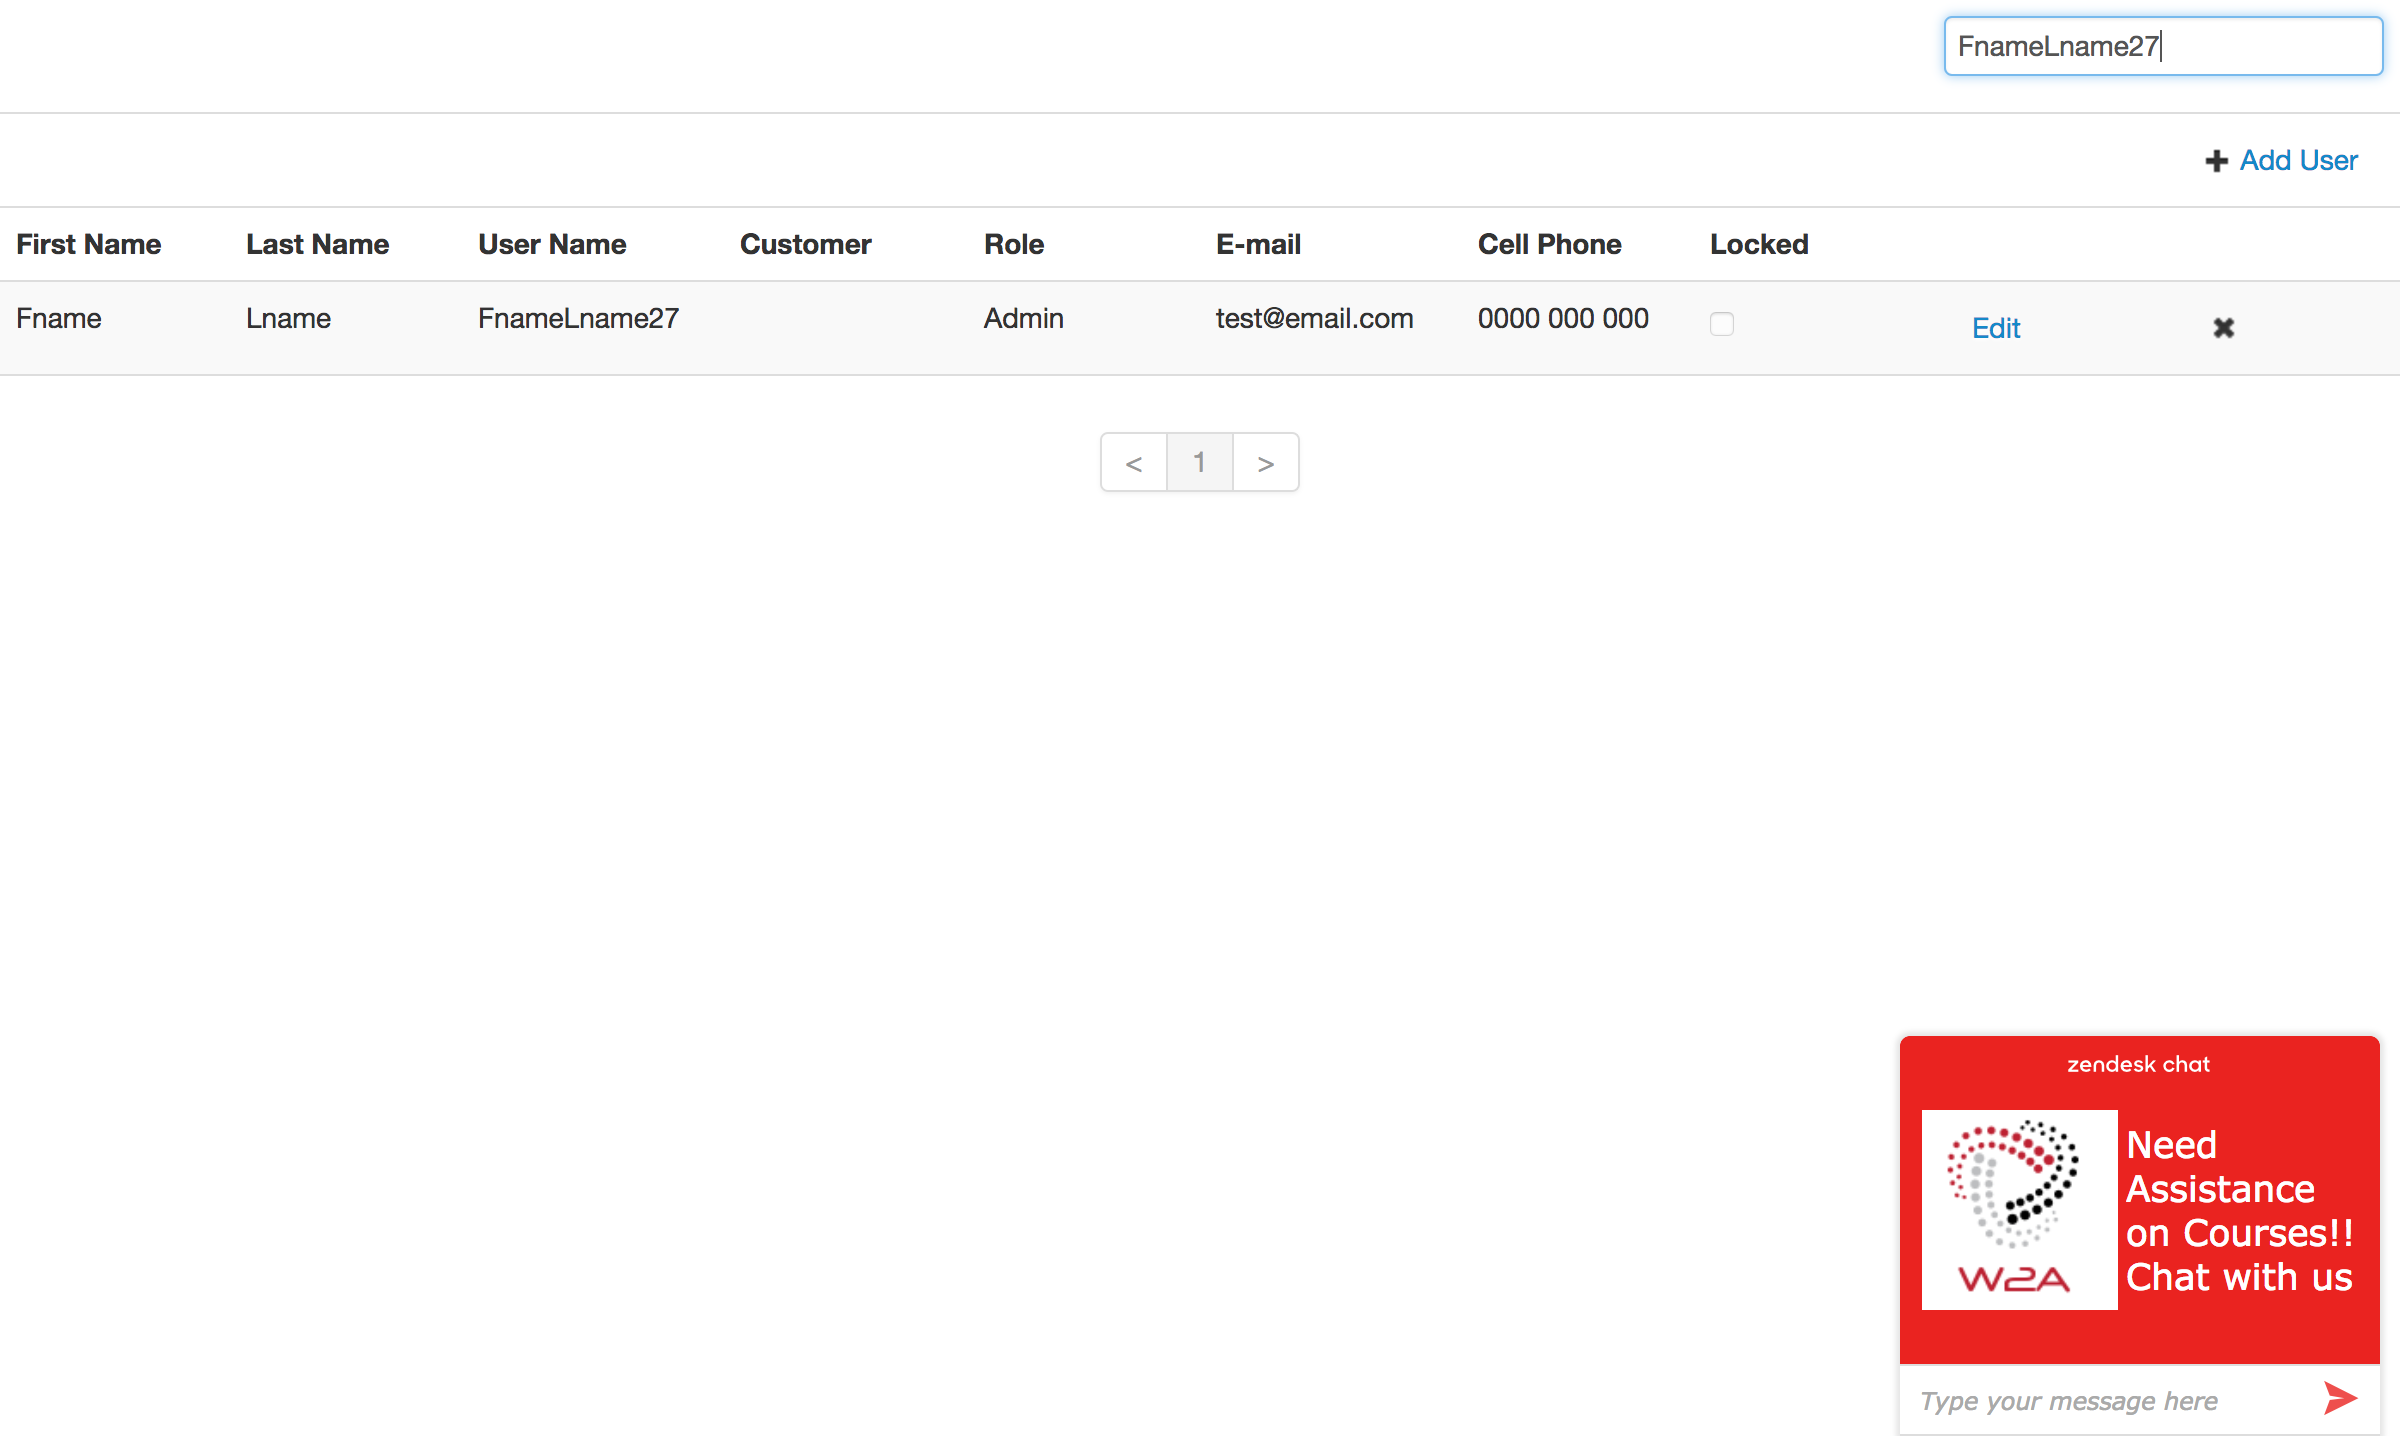 FnameLname27
Add User
First Name Last Name User Name Customer Role E-mail Cell Phone Locked
Fname Lname FnameLname27 Admin test@email.com 0000 000 000 Edit
< 1 >
zendesk chat
Need
Assistance
on Courses!!
Chat with us
W2A
Type your message here